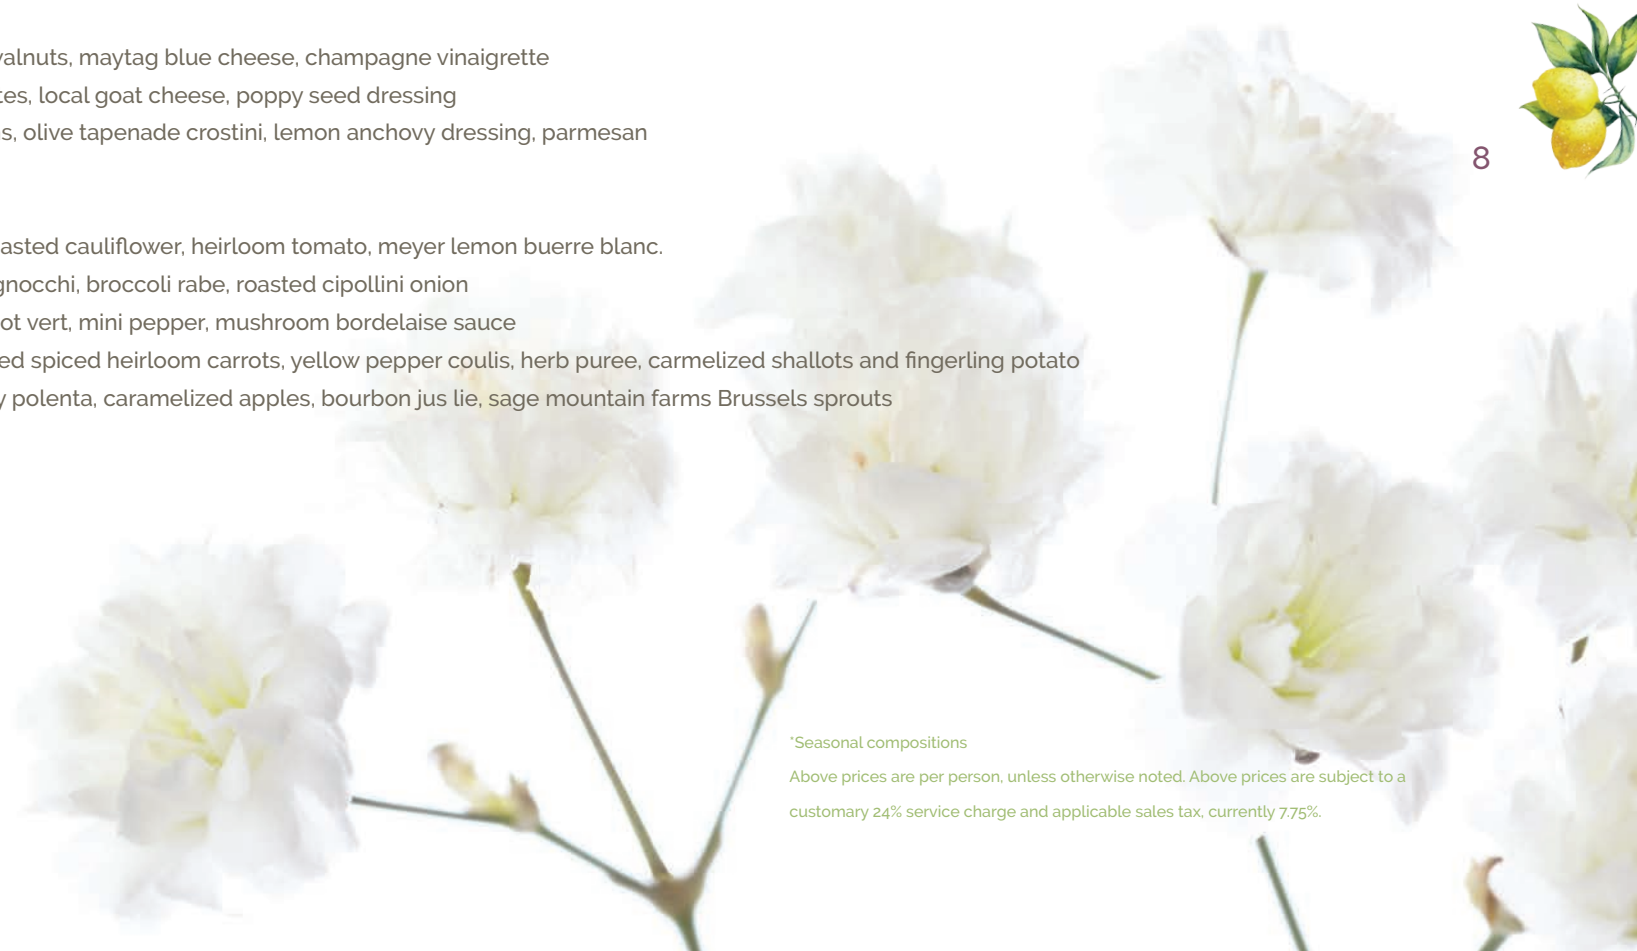 alnuts, maytag blue cheese, champagne vinaigrette
tes, local goat cheese, poppy seed dressing
s, olive tapenade crostini, lemon anchovy dressing, parmesan
8
asted cauliflower, heirloom tomato, meyer lemon buerre blanc.
gnocchi, broccoli rabe, roasted cipollini onion
ot vert, mini pepper, mushroom bordelaise sauce
ed spiced heirloom carrots, yellow pepper coulis, herb puree, carmelized shallots and fingerling potato
y polenta, caramelized apples, bourbon jus lie, sage mountain farms Brussels sprouts
*Seasonal compositions
Above prices are per person, unless otherwise noted. Above prices are subject to a
customary 24% service charge and applicable sales tax, currently 7.75%.